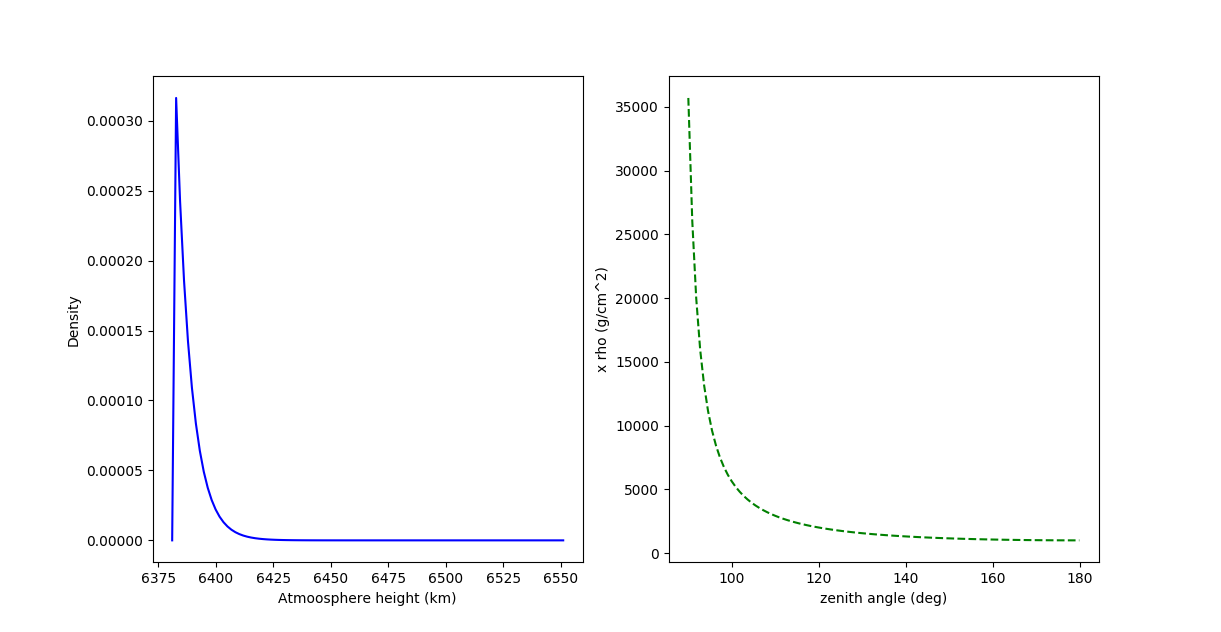 0.00030
0.00025
0.00020
0.00015
0.00010
0.00005
0.00000
Density
6375 6400 6425 6450 6475 6500 6525 6550
Atmoosphere height (km)
35000
30000
25000
20000
15000
10000
5000
0
x rho (g/cm^2)
100 120 140 160 180
zenith angle (deg)